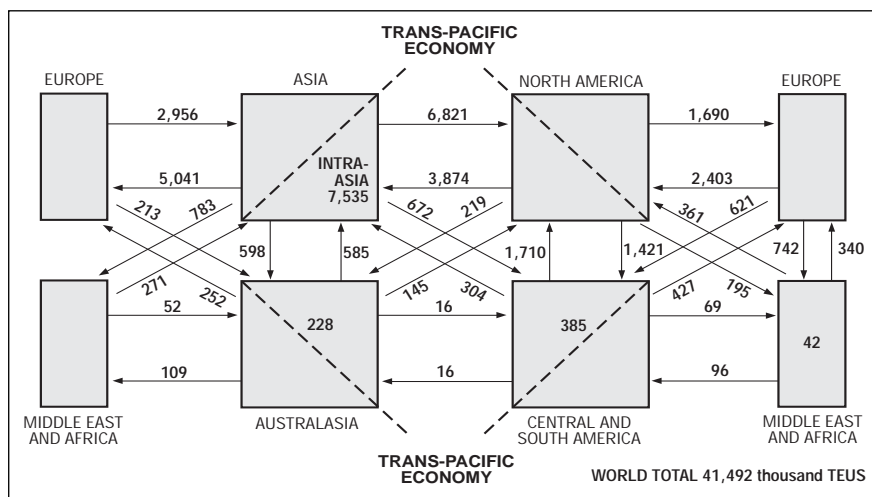 TRANS-PACIFIC
ECONOMY
EUROPE
ASIA
NORTH AMERICA
EUROPE
2,956
6,821
1,690
INTRA-
ASIA
7,535
5,041
3,874
2,403
213
783
672
219
361
621
598
585
1,710
1,421
742
340
271
252
145
304
427
195
52
228
16
385
69
42
109
16
96
MIDDLE EAST
AND AFRICA
AUSTRALASIA
CENTRAL AND
SOUTH AMERICA
MIDDLE EAST
AND AFRICA
TRANS-PACIFIC
ECONOMY
WORLD TOTAL 41,492 thousand TEUS